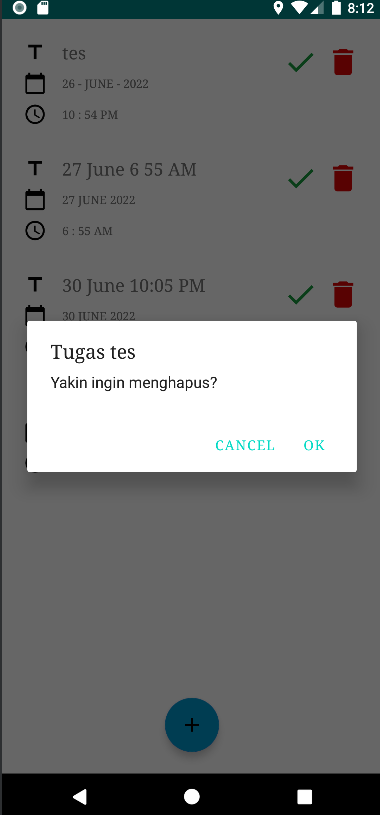 8:12
tes
26 - JUNE - 2022
10 : 54 PM
27 June 6 55 AM
27 JUNE 2022
6 : 55 AM
30 June 10:05 PM
30 JUNE 2022
Tugas tes
Yakin ingin menghapus?
CANCEL OK